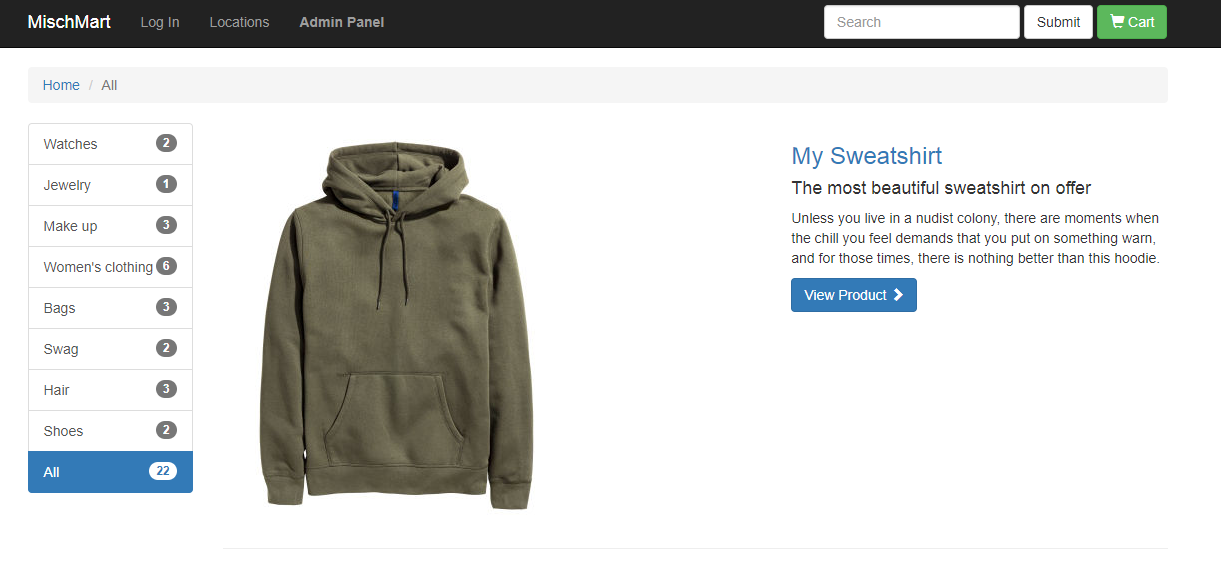 MischMart Log In Locations Admin Panel Search Submit Cart
Home / All
Watches 2
Jewelry 1
Make up 3
Women's clothing 6
Bags 3
Swag 2
Hair 3
Shoes 2
All 22
My Sweatshirt
The most beautiful sweatshirt on offer
Unless you live in a nudist colony, there are moments when
the chill you feel demands that you put on something warn,
and for those times, there is nothing better than this hoodie.
View Product